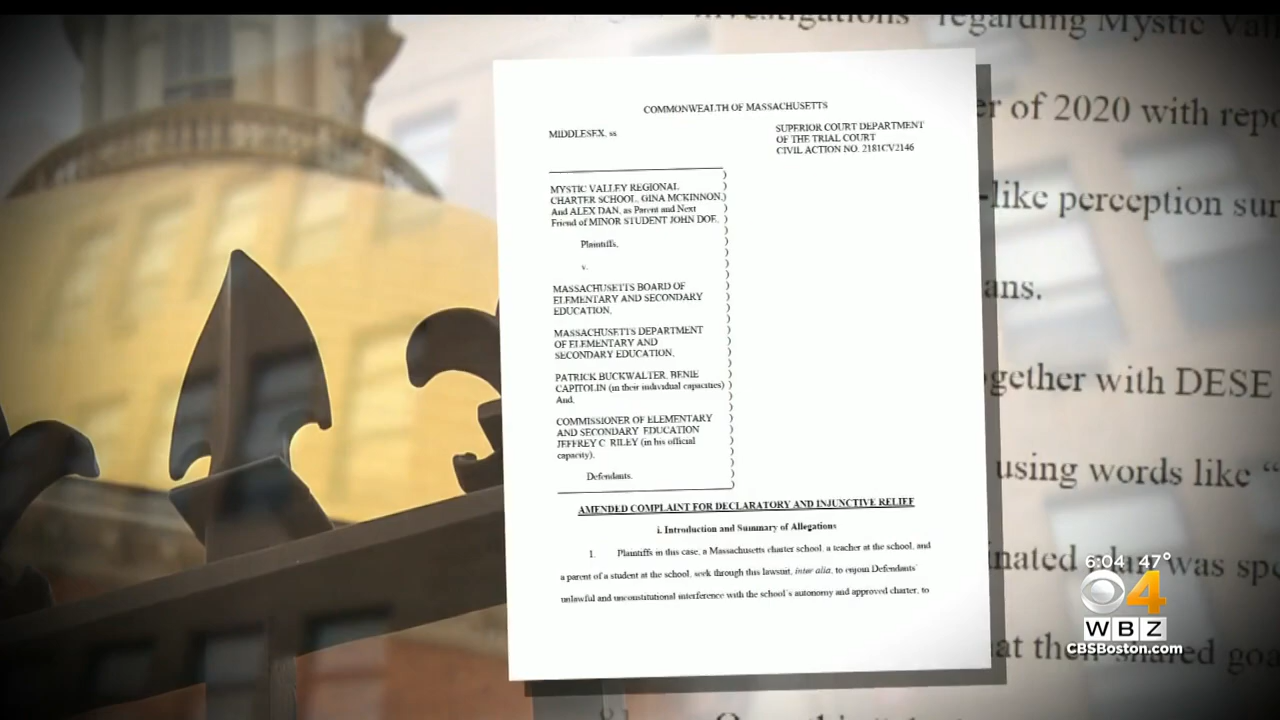 investigations" regarding Mystic Val
er of 2020 with repo
-like perception sur
ans.
gether with DESE
using words like "
inated plan was spe
at then shared goa
COMMONWEALTH OF MASSACHUSETTS
MIDDLESEX, ss
SUPERIOR COURT DEPARTMENT
OF THE TRIAL COURT
CIVIL ACTION NO. 2181CV2146
MYSTIC VALLEY REGIONAL
CHARTER SCHOOL, GINA MCKINNON,
And ALEX DAN, as Parent and Next
Friend of MINOR STUDENT JOHN DOE,
Plaintiffs,
v.
MASSACHUSETTS BOARD OF
ELEMENTARY AND SECONDARY
EDUCATION,
MASSACHUSETTS DEPARTMENT
OF ELEMENTARY AND
SECONDARY EDUCATION,
PATRICK BUCKWALTER, BENIE
CAPITOLIN (in their individual capacities)
And,
COMMISSIONER OF ELEMENTARY
AND SECONDARY EDUCATION
JEFFREY C. RILEY (in his official
capacity),
Defendants.
AMENDED COMPLAINT FOR DECLARATORY AND INJUNCTIVE RELIEF
i. Introduction and Summary of Allegations
1. Plaintiffs in this case, a Massachusetts charter school, a teacher at the school, and
a parent of a student at the school, seek through this lawsuit, inter alia, to enjoin Defendants'
unlawful and unconstitutional interference with the school's autonomy and approved charter, to
6:04 47°
4
WBZ
CBSBoston.com